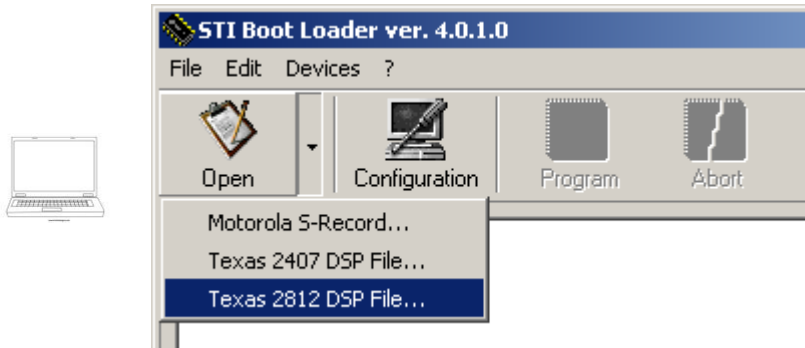 STI Boot Loader ver. 4.0.1.0
File Edit Devices ?
Open Configuration Program Abort
Motorola S-Record...
Texas 2407 DSP File...
Texas 2812 DSP File...